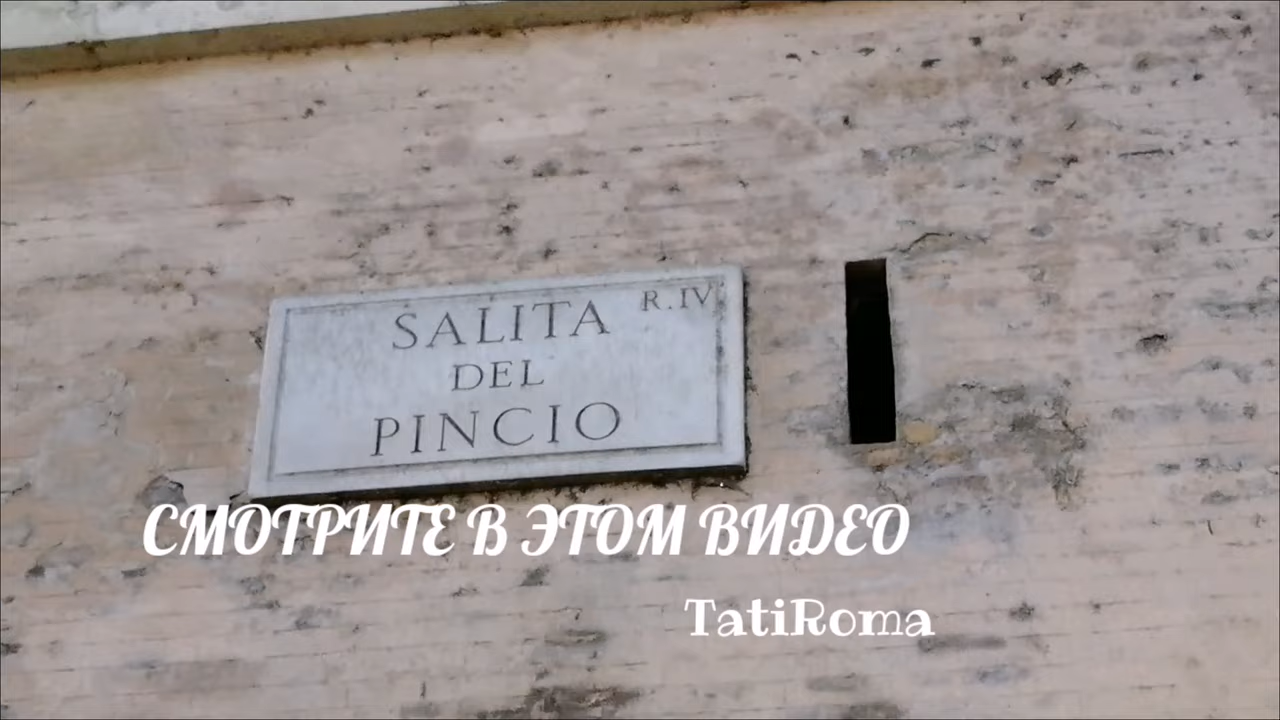 SALITA R.IV
DEL
PINCIO
СМОТРИТЕ В ЭТОМ ВИДЕО
TatiRoma